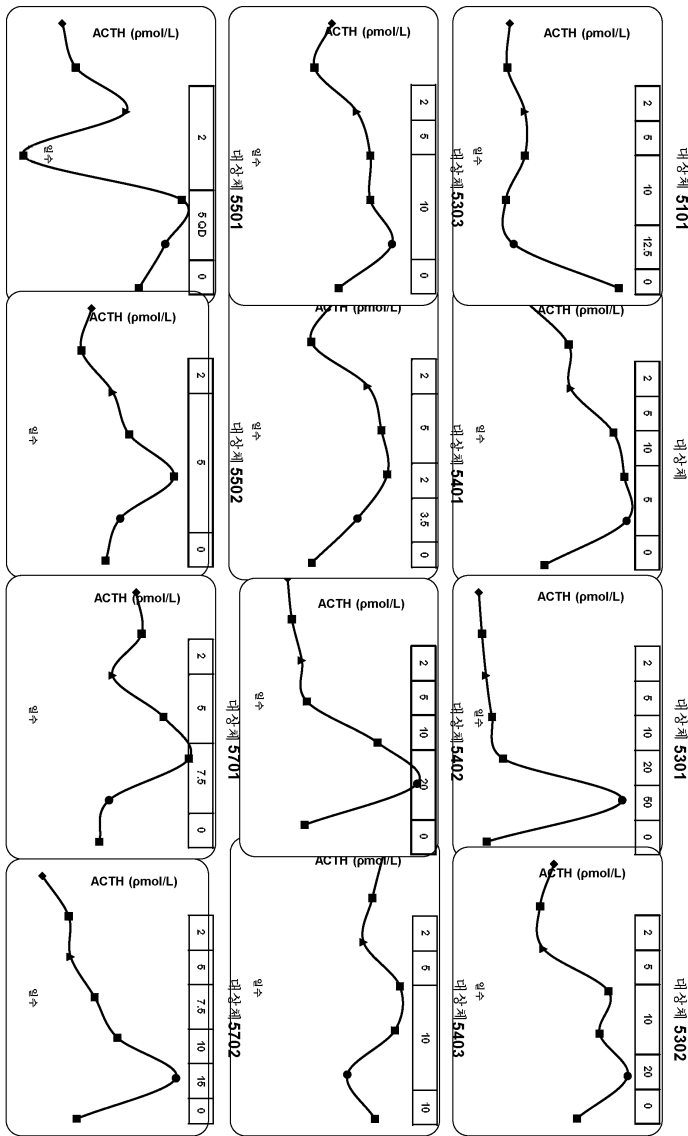 대상체 5101
2 5 10 12.5 0
ACTH (ρmol/L)
일수
대상체
2 5 10 5 0
ACTH (ρmol/L)
일수
대상체 5301
2 5 10 20 50 0
ACTH (ρmol/L)
일수
대상체 5302
2 5 10 20 0
ACTH (ρmol/L)
일수
대상체 5303
2 5 10 0
ACTH (ρmol/L)
일수
대상체 5401
2 5 2 3.5 0
ACTH (ρmol/L)
일수
대상체 5402
2 5 10 20 0
ACTH (ρmol/L)
일수
대상체 5403
2 5 10 10
ACTH (ρmol/L)
일수
대상체 5501
2 5 QD 0
ACTH (ρmol/L)
일수
대상체 5502
2 5 0
ACTH (ρmol/L)
일수
대상체 5701
2 5 7.5 0
ACTH (ρmol/L)
일수
대상체 5702
2 5 7.5 10 15 0
ACTH (ρmol/L)
일수